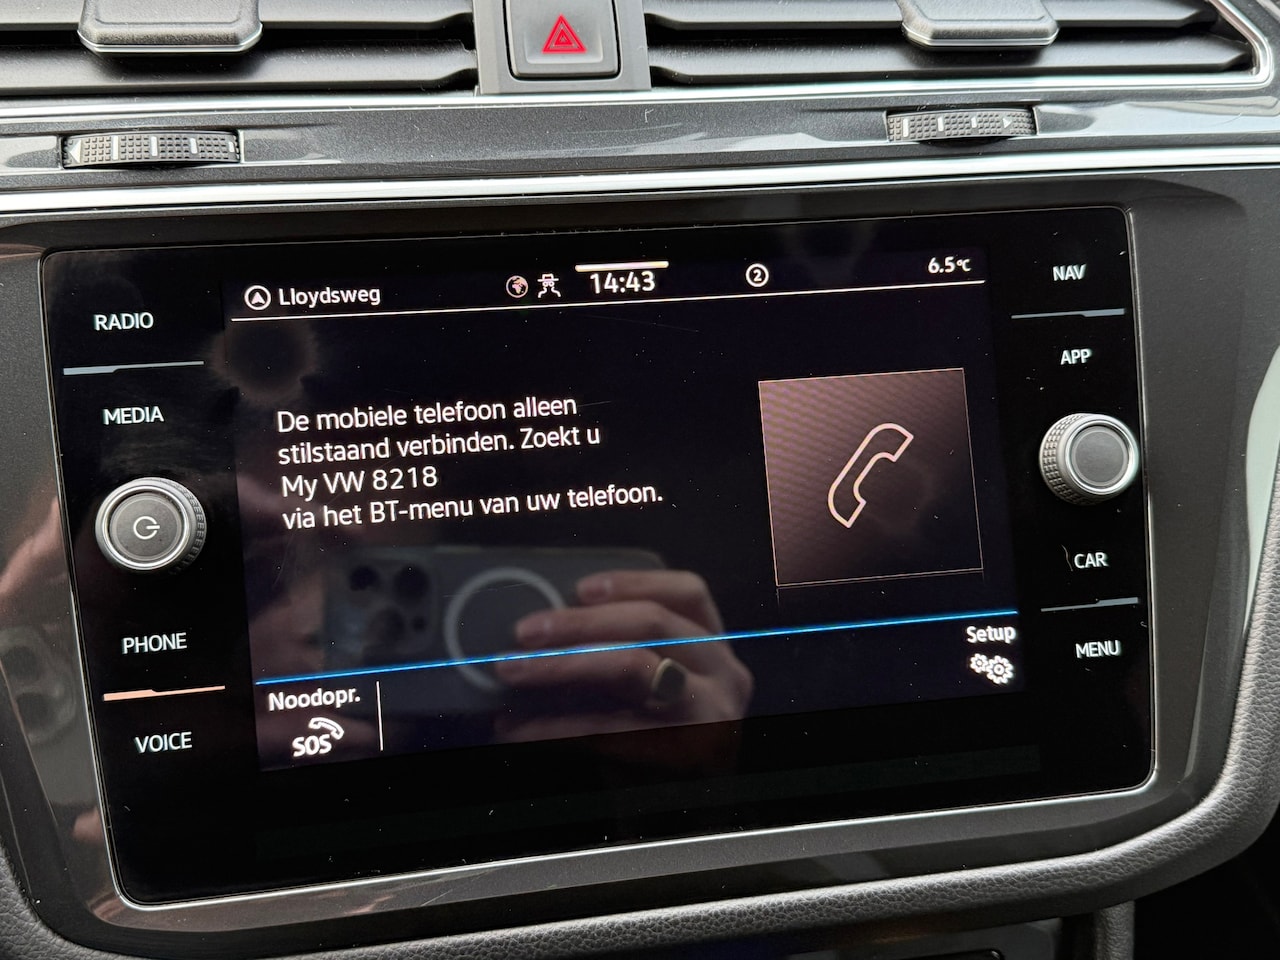 Lloydsweg 14:43 2 6.5°C
RADIO
MEDIA
PHONE
VOICE
De mobiele telefoon alleen
stilstaand verbinden. Zoekt u
My VW 8218
via het BT-menu van uw telefoon.
Noodopr.
SOS
Setup
NAV
APP
CAR
MENU